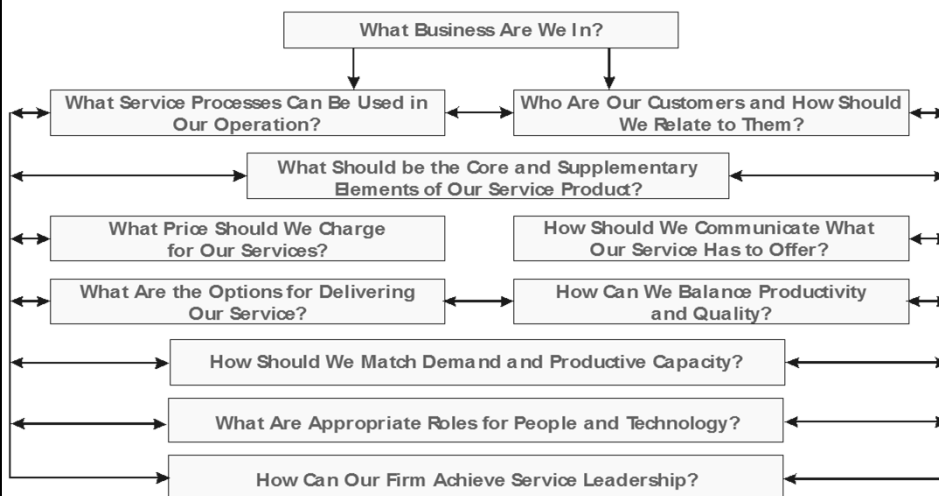 What Business Are We In?
What Service Processes Can Be Used in
Our Operation?
Who Are Our Customers and How Should
We Relate to Them?
What Should be the Core and Supplementary
Elements of Our Service Product?
What Price Should We Charge
for Our Services?
How Should We Communicate What
Our Service Has to Offer?
What Are the Options for Delivering
Our Service?
How Can We Balance Productivity
and Quality?
How Should We Match Demand and Productive Capacity?
What Are Appropriate Roles for People and Technology?
How Can Our Firm Achieve Service Leadership?